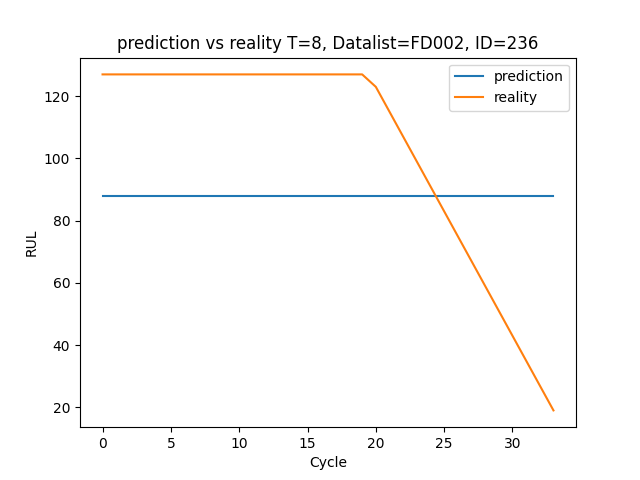 prediction vs reality T=8, Datalist=FD002, ID=236
prediction
reality
RUL
120
100
80
60
40
20
0 5 10 15 20 25 30
Cycle